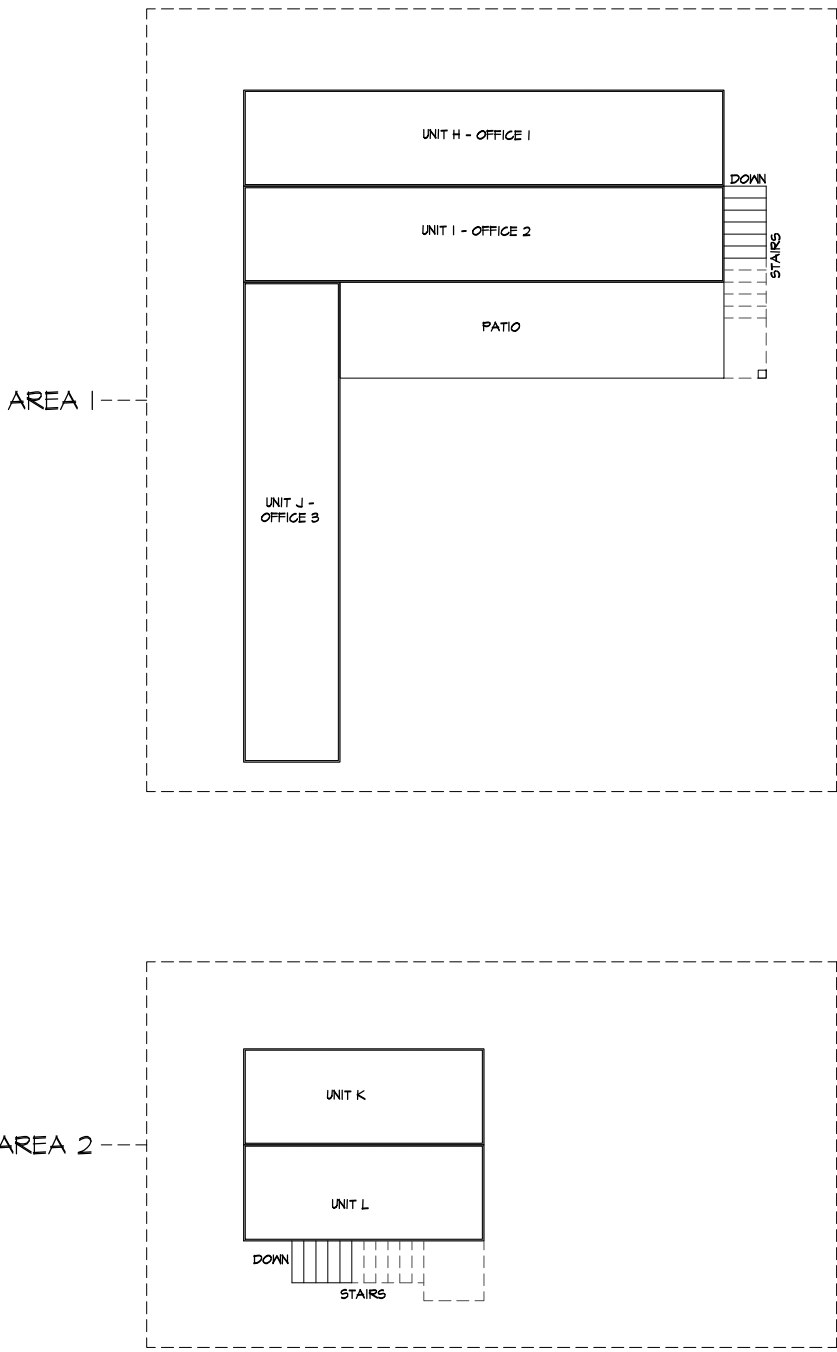 UNIT H - OFFICE 1
DOWN
UNIT I - OFFICE 2
STAIRS
PATIO
AREA 1
UNIT J -
OFFICE 3
UNIT K
AREA 2
UNIT L
DOWN
STAIRS